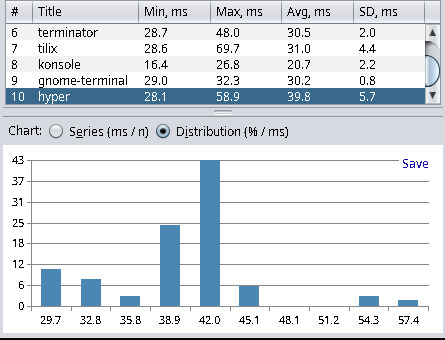 # Title Min, ms Max, ms Avg, ms SD, ms
6 terminator 28.7 48.0 30.5 2.0
7 tilix 28.6 69.7 31.0 4.4
8 konsole 16.4 26.8 20.7 2.2
9 gnome-terminal 29.0 32.3 30.2 0.8
10 hyper 28.1 58.9 39.8 5.7
Chart: Series (ms / n) Distribution (% / ms)
Save
43
37
31
25
18
12
6
0
29.7 32.8 35.8 38.9 42.0 45.1 48.1 51.2 54.3 57.4